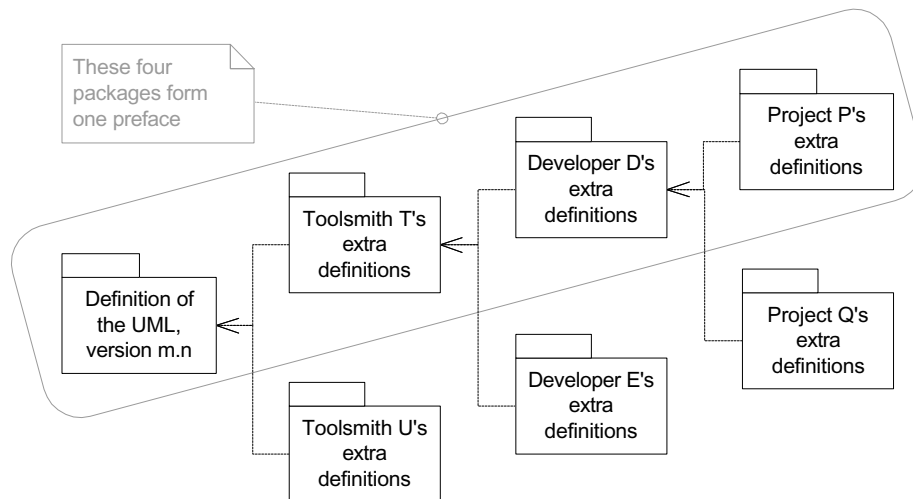 These four
packages form
one preface
Project P's
extra
definitions
Developer D's
extra
definitions
Toolsmith T's
extra
definitions
Definition of
the UML,
version m.n
Project Q's
extra
definitions
Developer E's
extra
definitions
Toolsmith U's
extra
definitions